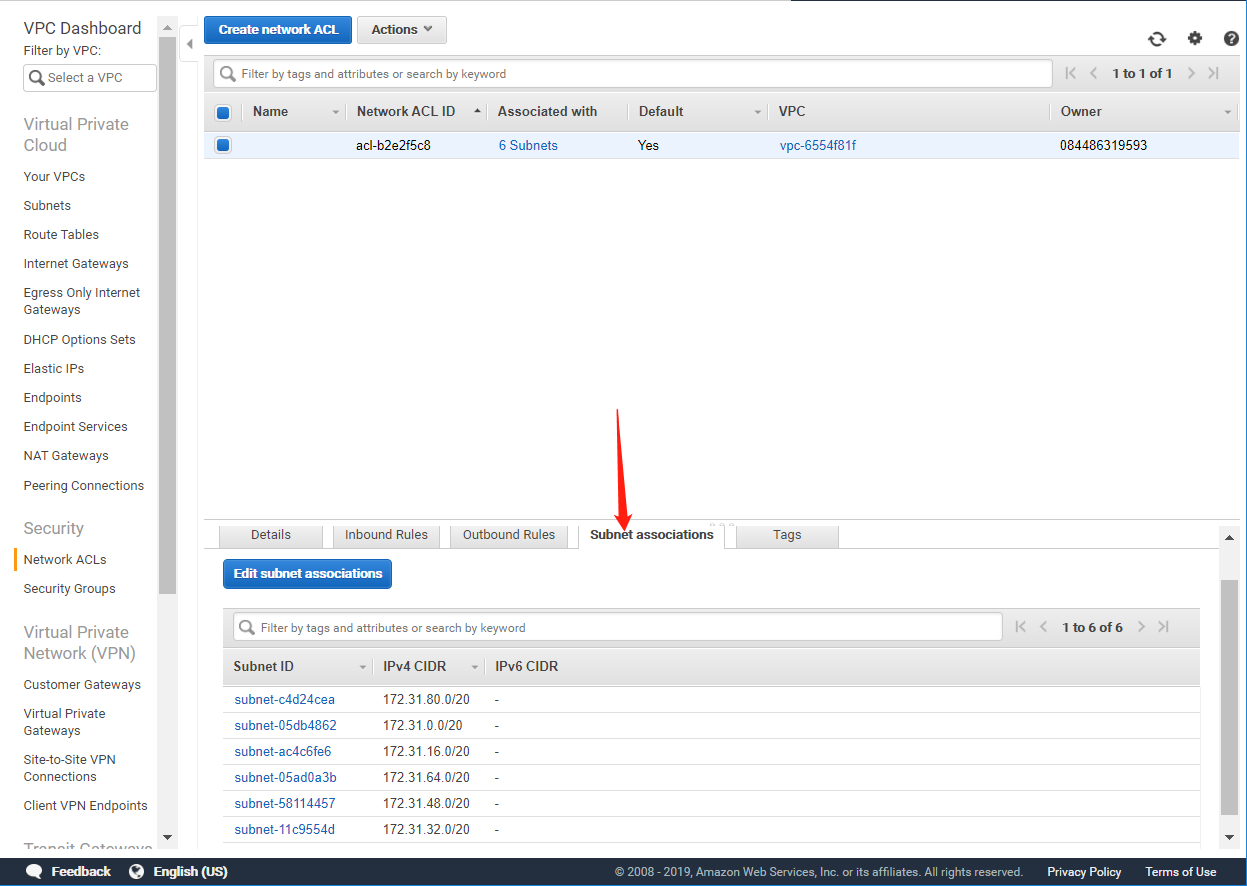 VPC Dashboard
Filter by VPC:
Select a VPC
Virtual Private
Cloud
Your VPCs
Subnets
Route Tables
Internet Gateways
Egress Only Internet
Gateways
DHCP Options Sets
Elastic IPs
Endpoints
Endpoint Services
NAT Gateways
Peering Connections
Security
Network ACLs
Security Groups
Virtual Private
Network (VPN)
Customer Gateways
Virtual Private
Gateways
Site-to-Site VPN
Connections
Client VPN Endpoints
Transit Gateways
Create network ACL Actions
Filter by tags and attributes or search by keyword 1 to 1 of 1
Name Network ACL ID Associated with Default VPC Owner
acl-b2e2f5c8 6 Subnets Yes vpc-6554f81f 084486319593
Details Inbound Rules Outbound Rules Subnet associations Tags
Edit subnet associations
Filter by tags and attributes or search by keyword 1 to 6 of 6
Subnet ID IPv4 CIDR IPv6 CIDR
subnet-c4d24cea 172.31.80.0/20 -
subnet-05db4862 172.31.0.0/20 -
subnet-ac4c6fe6 172.31.16.0/20 -
subnet-05ad0a3b 172.31.64.0/20 -
subnet-58114457 172.31.48.0/20 -
subnet-11c9554d 172.31.32.0/20 -
Feedback English (US) © 2008 - 2019, Amazon Web Services, Inc. or its affiliates. All rights reserved. Privacy Policy Terms of Use